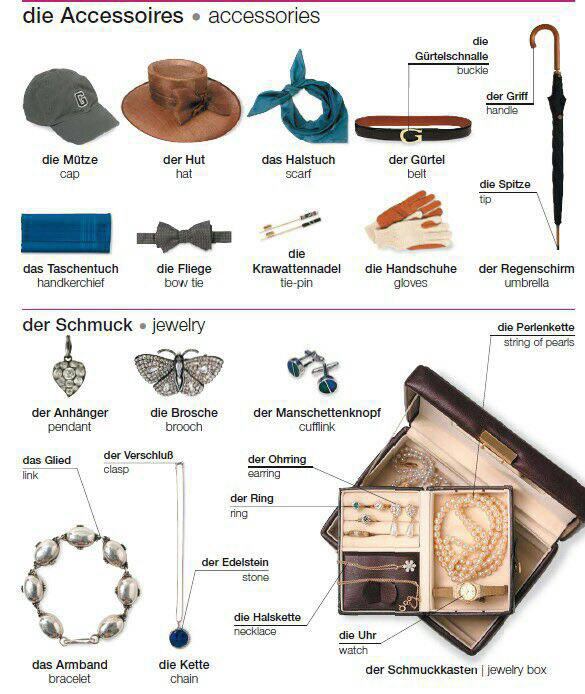 die Accessoires • accessories
die
Gürtelschnalle
buckle
der Griff
handle
G
G
die Mütze
cap
der Hut
hat
das Halstuch
scarf
der Gürtel
belt
die Spitze
tip
das Taschentuch
handkerchief
die Fliege
bow tie
die
Krawattennadel
tie-pin
die Handschuhe
gloves
der Regenschirm
umbrella
der Schmuck • jewelry
die Perlenkette
string of pearls
der Anhänger
pendant
die Brosche
brooch
der Manschettenknopf
cufflink
das Glied
link
der Verschluß
clasp
der Ohrring
earring
der Ring
ring
der Edelstein
stone
die Halskette
necklace
die Uhr
watch
das Armband
bracelet
die Kette
chain
der Schmuckkasten | jewelry box